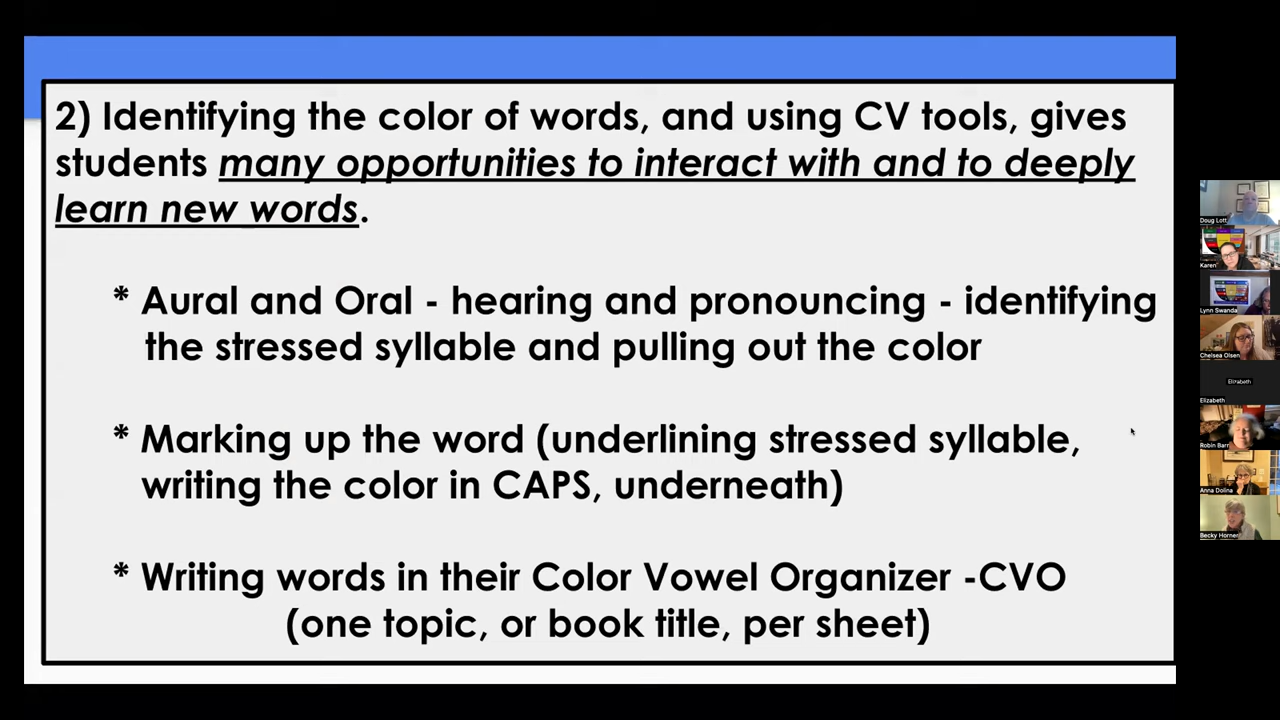 2) Identifying the color of words, and using CV tools, gives
students many opportunities to interact with and to deeply
learn new words.
* Aural and Oral - hearing and pronouncing - identifying
the stressed syllable and pulling out the color
* Marking up the word (underlining stressed syllable,
writing the color in CAPS, underneath)
* Writing words in their Color Vowel Organizer -CVO
(one topic, or book title, per sheet)
Doug Lott
Karen
Lynn Swanda
Chelsea Olsen
Elizabeth
Elizabeth
Robin Barr
Anna Dolina
Becky Horner